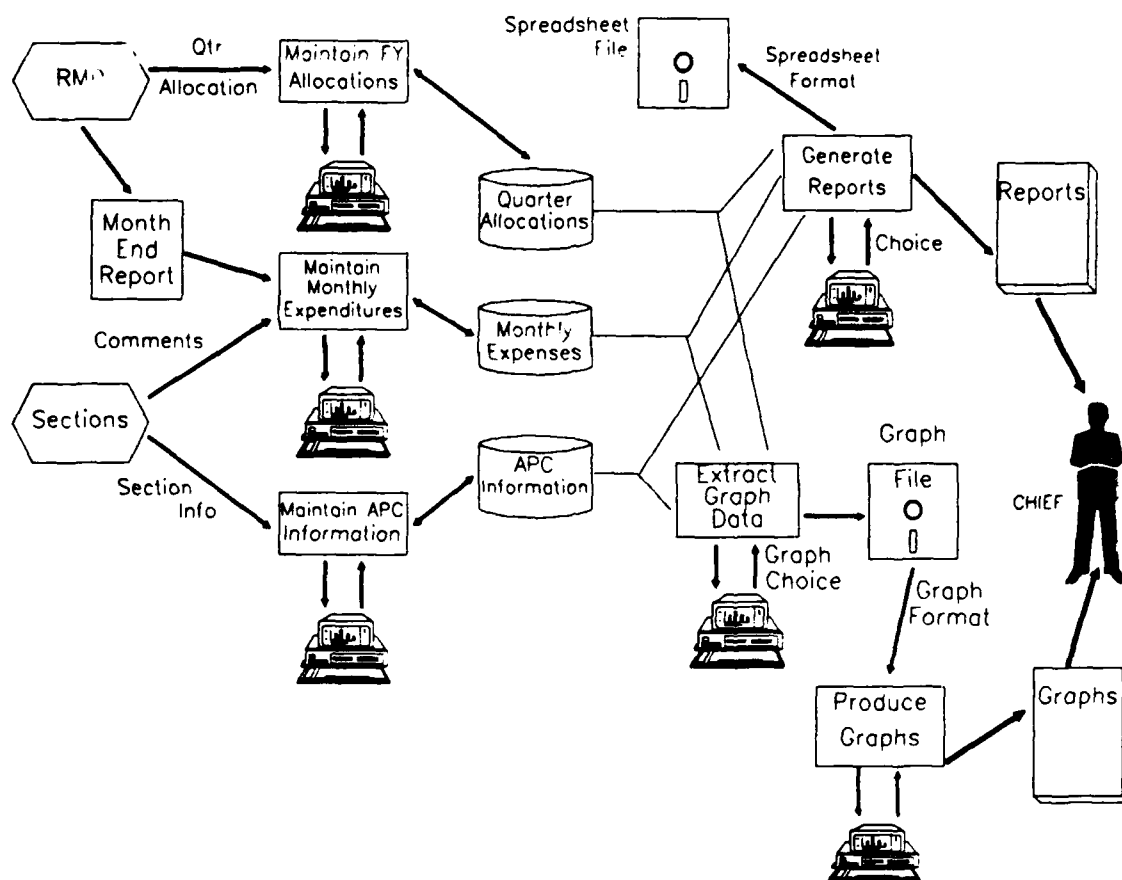 Qtr
Allocation
Maintain FY
Allocations
Spreadsheet
File
Spreadsheet
Format
Generate
Reports
Reports
Choice
Month
End
Report
Quarter
Allocations
Maintain
Monthly
Expenditures
Comments
Monthly
Expenses
Sections
Section
Info
APC
Information
Maintain APC
Information
Extract
Graph
Data
Graph
Choice
Graph
File
CHIEF
Graph
Format
Produce
Graphs
Graphs